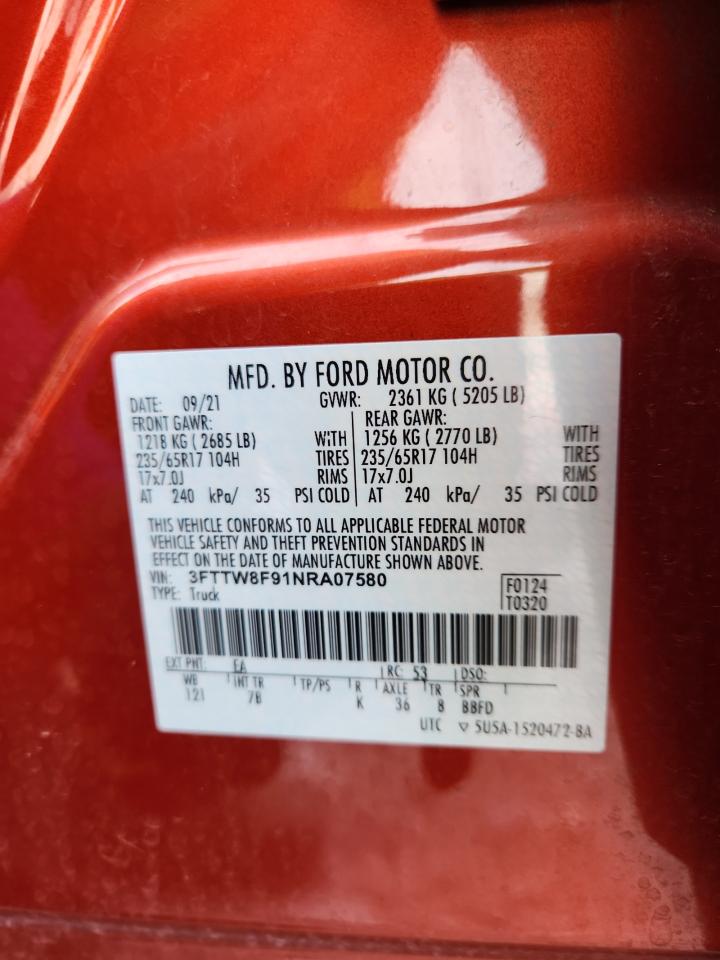 MFD. BY FORD MOTOR CO.
DATE: 09/21 GVWR: 2361 KG ( 5205 LB)
FRONT GAWR: REAR GAWR:
1218 KG ( 2685 LB) WITH 1256 KG ( 2770 LB) WITH
235/65R17 104H TIRES 235/65R17 104H TIRES
17x7.0J RIMS 17x7.0J RIMS
AT 240 kPa/ 35 PSI COLD AT 240 kPa/ 35 PSI COLD
THIS VEHICLE CONFORMS TO ALL APPLICABLE FEDERAL MOTOR
VEHICLE SAFETY AND THEFT PREVENTION STANDARDS IN
EFFECT ON THE DATE OF MANUFACTURE SHOWN ABOVE.
VIN: 3FTTW8F91NRA07580 F0124
TYPE: Truck T0320
EXT PNT: EA RC: 53 DSO:
WB INT TR TP/PS R AXLE TR SPR
121 7B K 36 8 BBFD
UTC ▽ 5U5A-1520472-BA